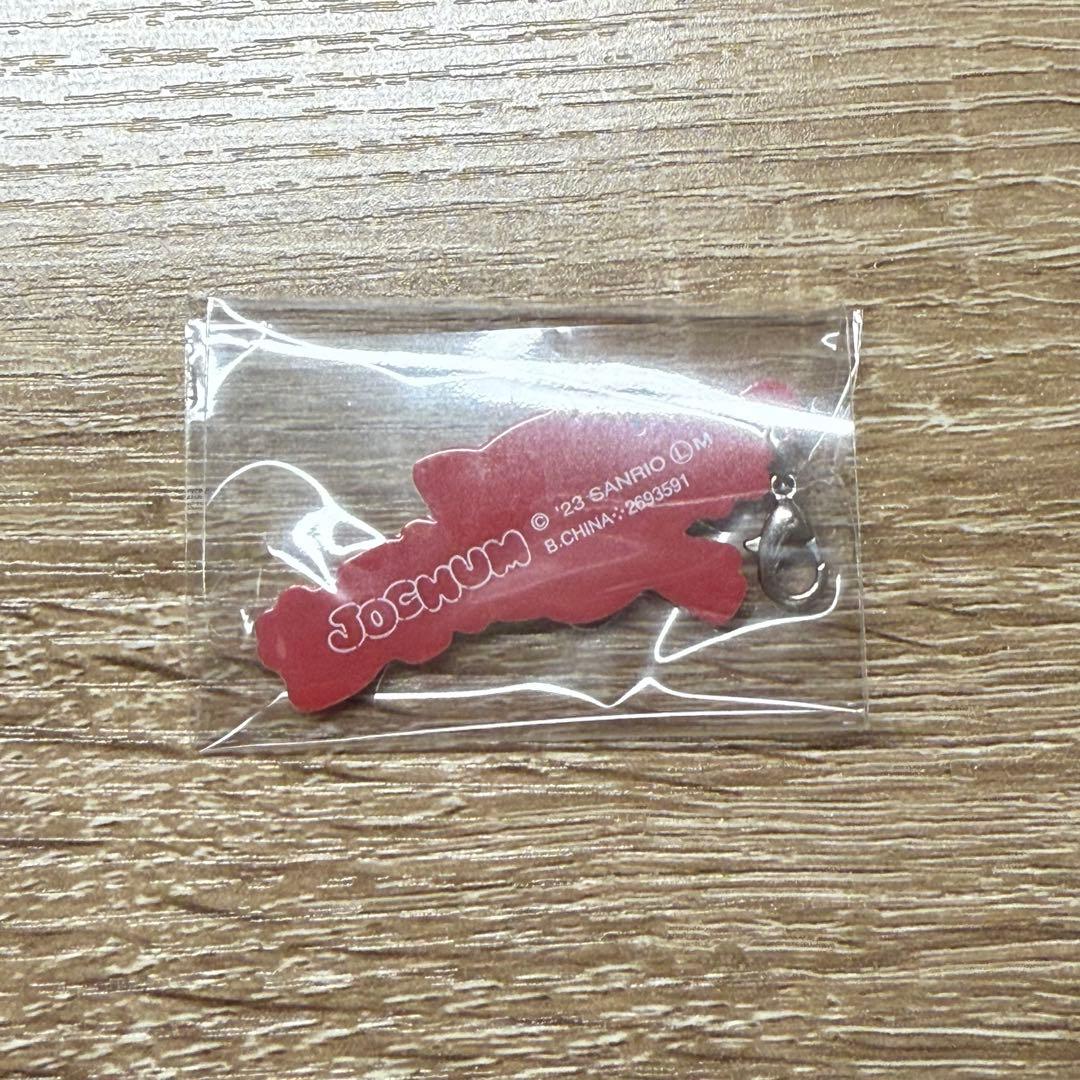 JOCHUM
© '23 SANRIO Ⓛ M
B.CHINA∵2693591